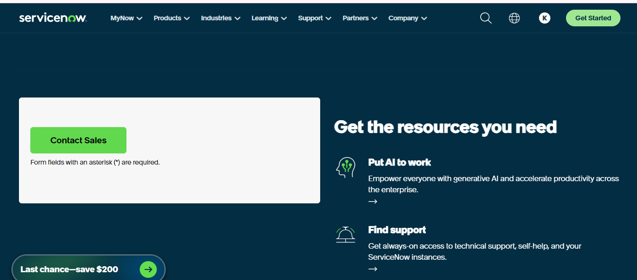 servicenow
MyNow Products Industries Learning Support Partners Company K Get Started
Contact Sales
Form fields with an asterisk (*) are required.
Get the resources you need
Put AI to work
Empower everyone with generative AI and accelerate productivity across
the enterprise.
Find support
Get always-on access to technical support, self-help, and your
ServiceNow instances.
Last chance—save $200